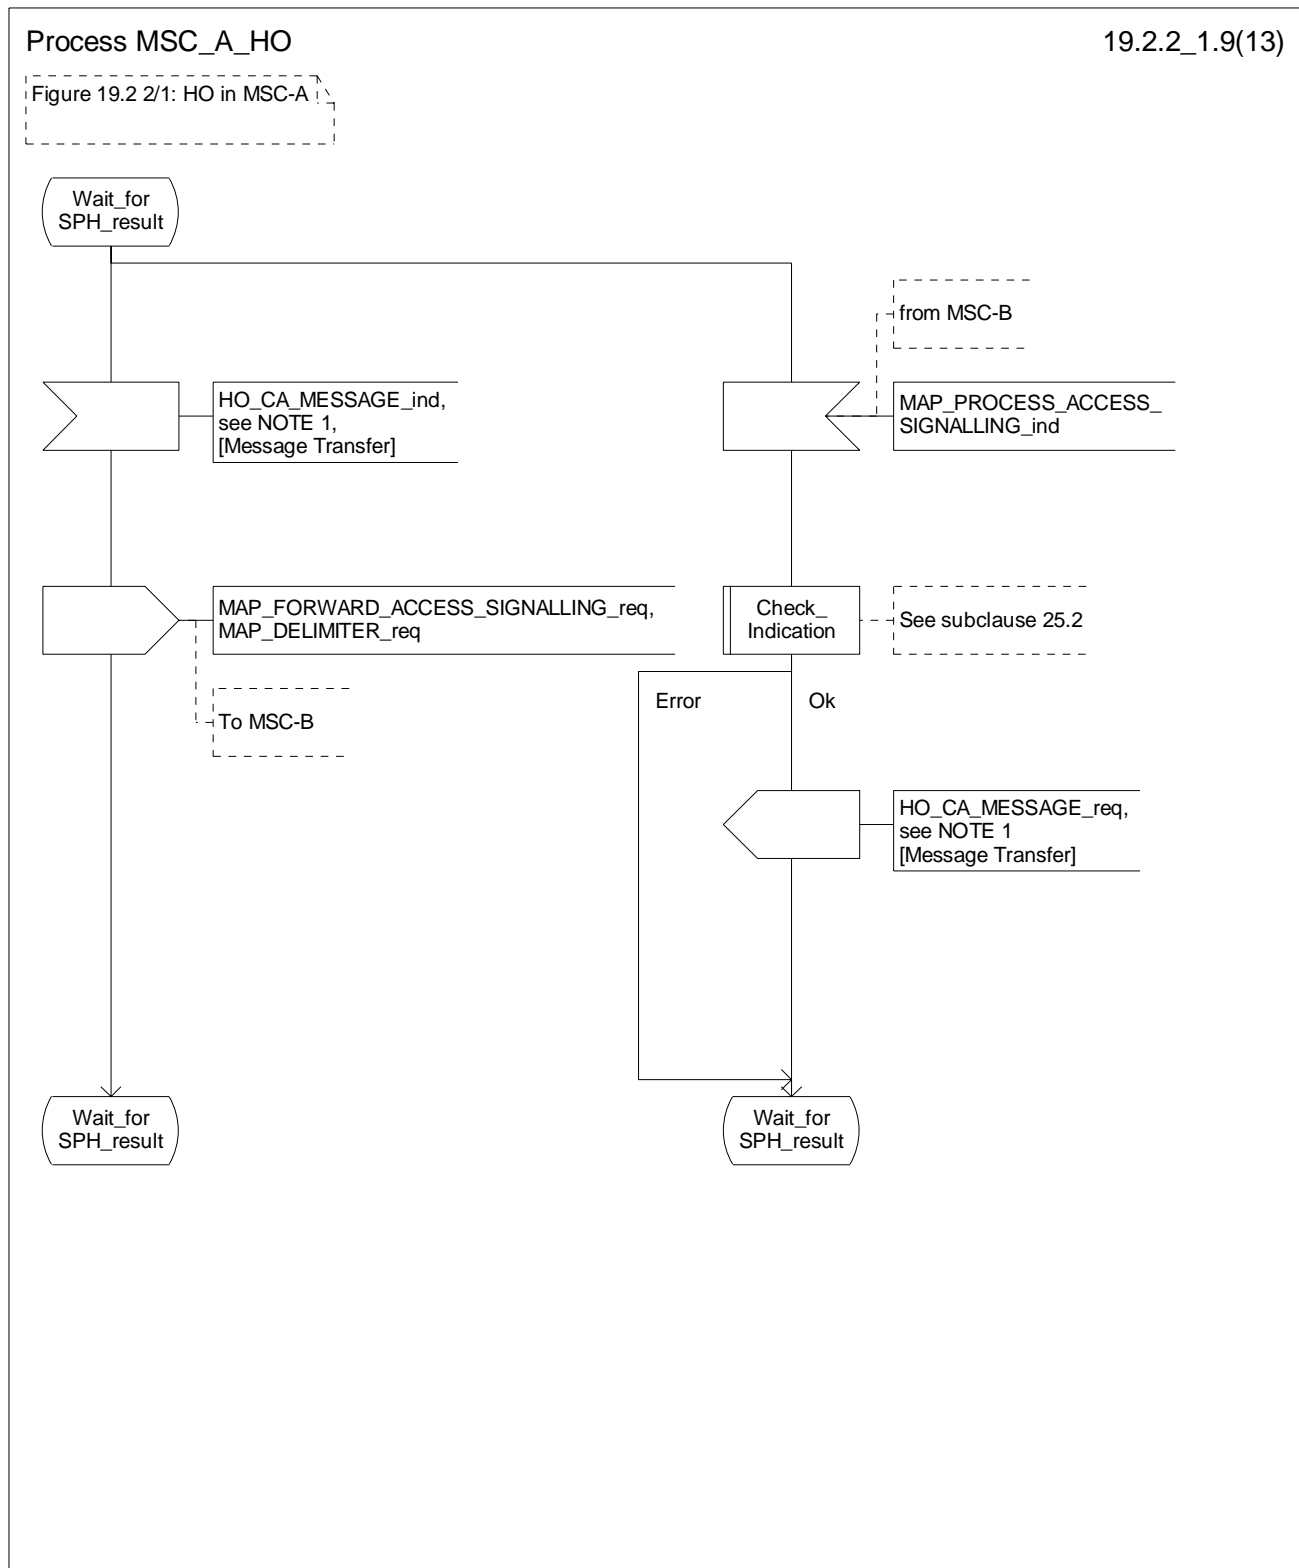 Process MSC_A_HO
19.2.2_1.9(13)
Figure 19.2 2/1: HO in MSC-A
Wait_for
SPH_result
from MSC-B
HO_CA_MESSAGE_ind,
see NOTE 1,
[Message Transfer]
MAP_PROCESS_ACCESS_
SIGNALLING_ind
MAP_FORWARD_ACCESS_SIGNALLING_req,
MAP_DELIMITER_req
Check_
Indication
See subclause 25.2
Error
Ok
To MSC-B
HO_CA_MESSAGE_req,
see NOTE 1
[Message Transfer]
Wait_for
SPH_result
Wait_for
SPH_result